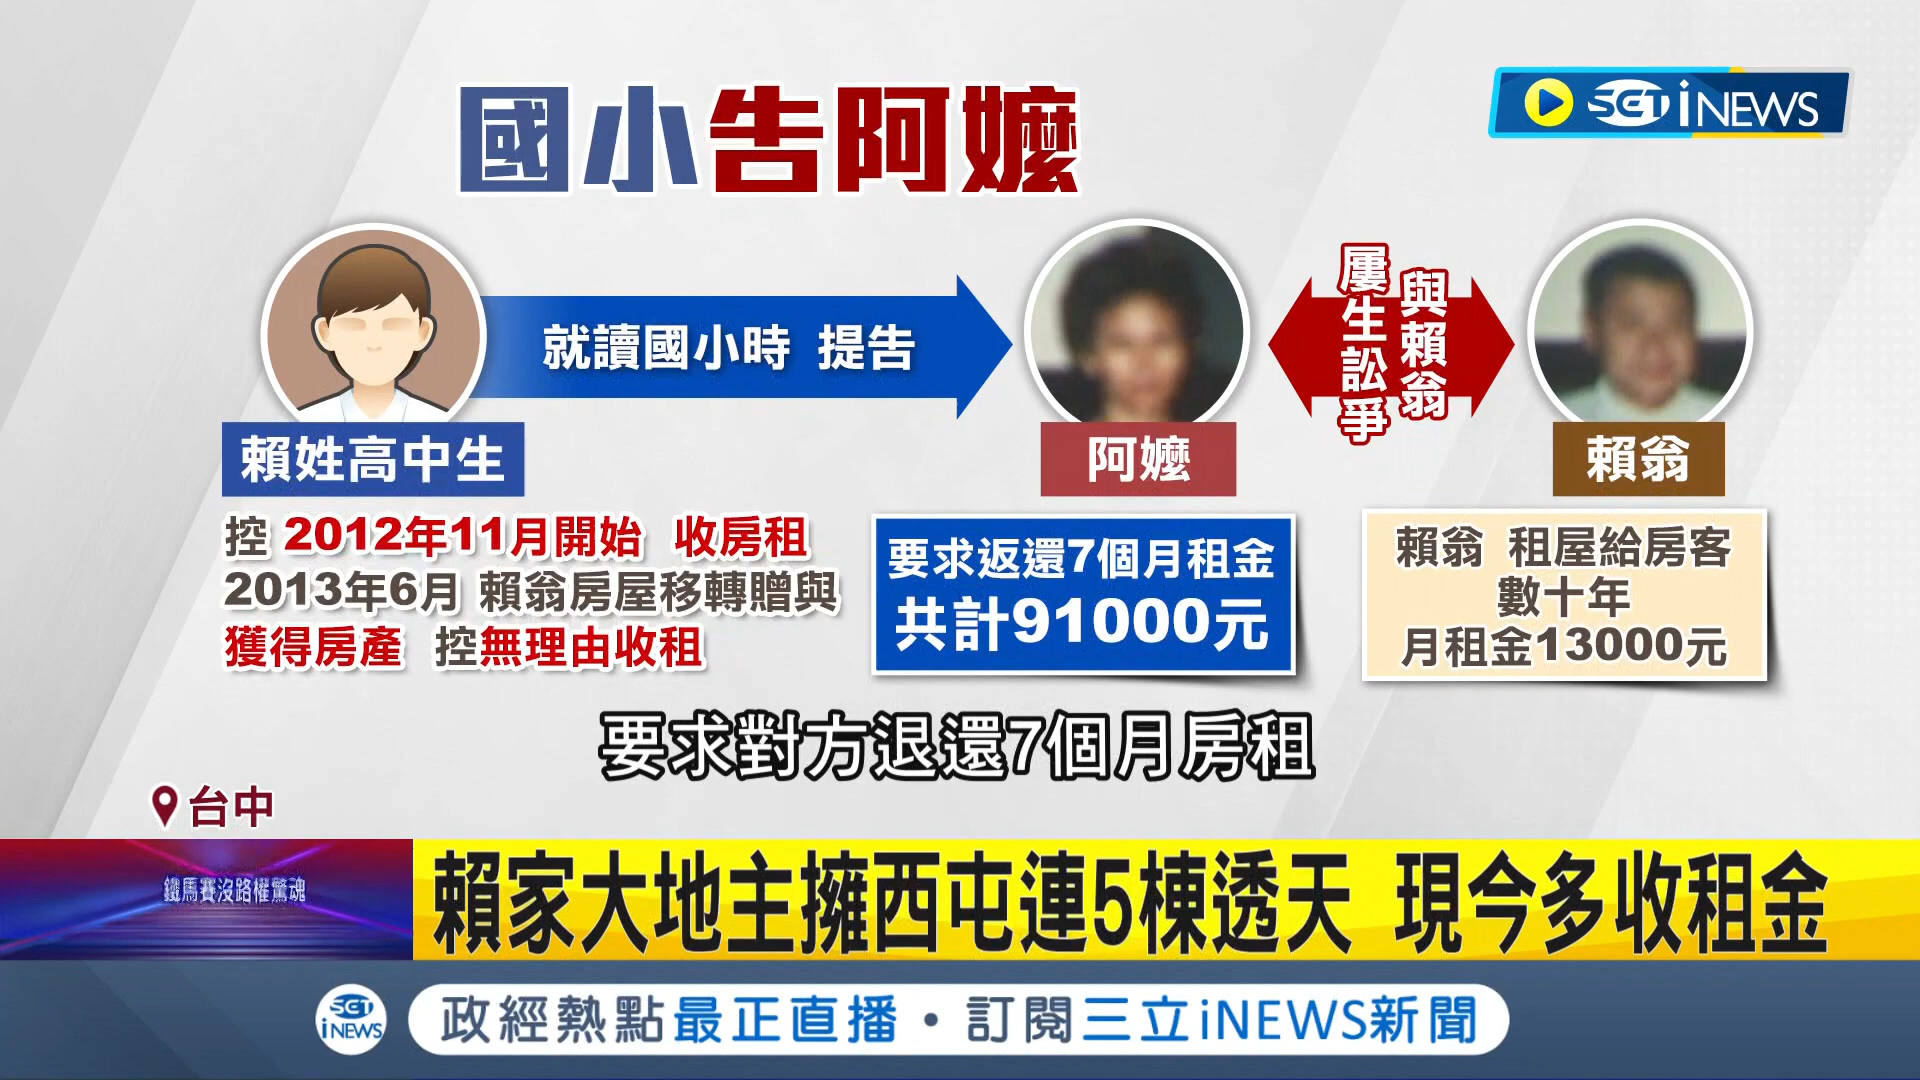 國小告阿嬤
SET iNEWS
就讀國小時 提告
與賴翁
屢生訟爭
賴姓高中生
阿嬤
賴翁
控 2012年11月開始 收房租
2013年6月 賴翁房屋移轉贈與
獲得房產 控無理由收租
要求返還7個月租金
共計91000元
賴翁 租屋給房客
數十年
月租金13000元
要求對方退還7個月房租
台中
鐵馬賽沒路權驚魂
賴家大地主擁西屯連5棟透天 現今多收租金
SET iNEWS
政經熱點最正直播・訂閱三立iNEWS新聞